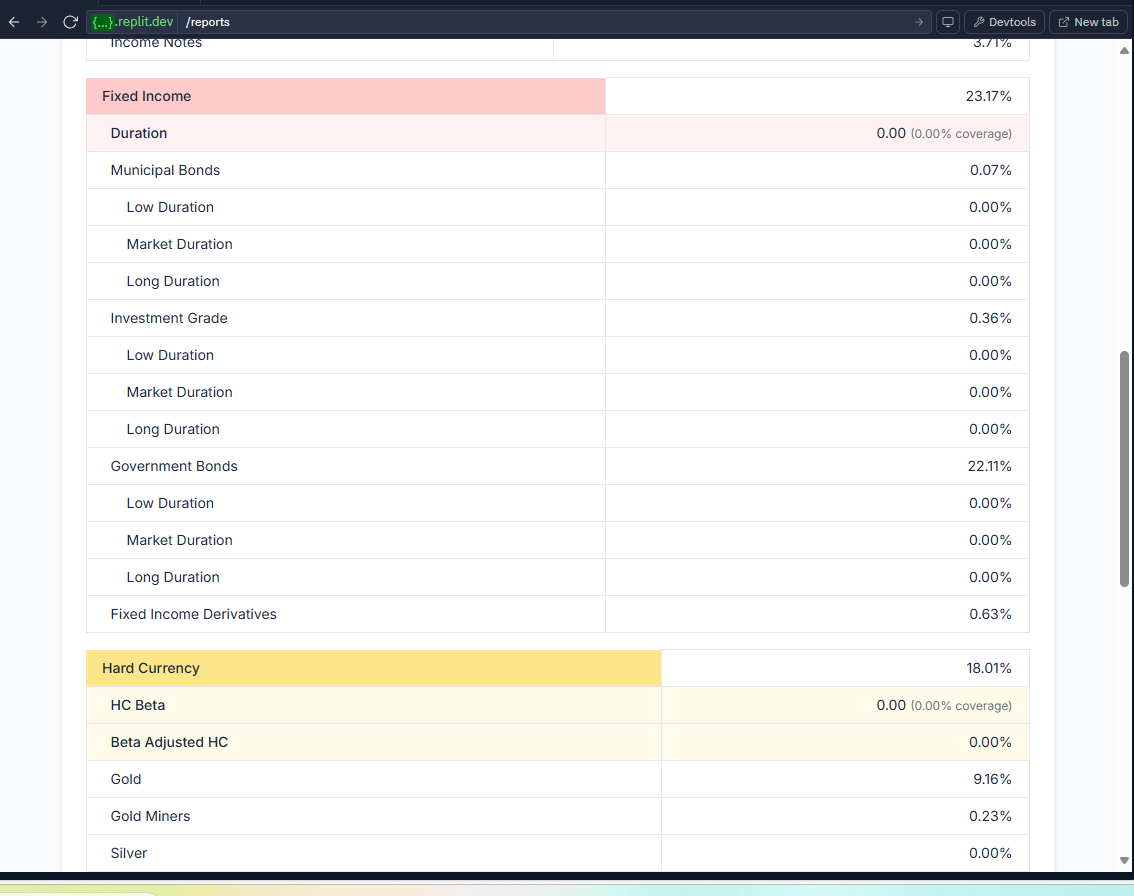 {...}.replit.dev /reports Devtools New tab
Income Notes 3.71%
Fixed Income 23.17%
Duration 0.00 (0.00% coverage)
Municipal Bonds 0.07%
Low Duration 0.00%
Market Duration 0.00%
Long Duration 0.00%
Investment Grade 0.36%
Low Duration 0.00%
Market Duration 0.00%
Long Duration 0.00%
Government Bonds 22.11%
Low Duration 0.00%
Market Duration 0.00%
Long Duration 0.00%
Fixed Income Derivatives 0.63%
Hard Currency 18.01%
HC Beta 0.00 (0.00% coverage)
Beta Adjusted HC 0.00%
Gold 9.16%
Gold Miners 0.23%
Silver 0.00%